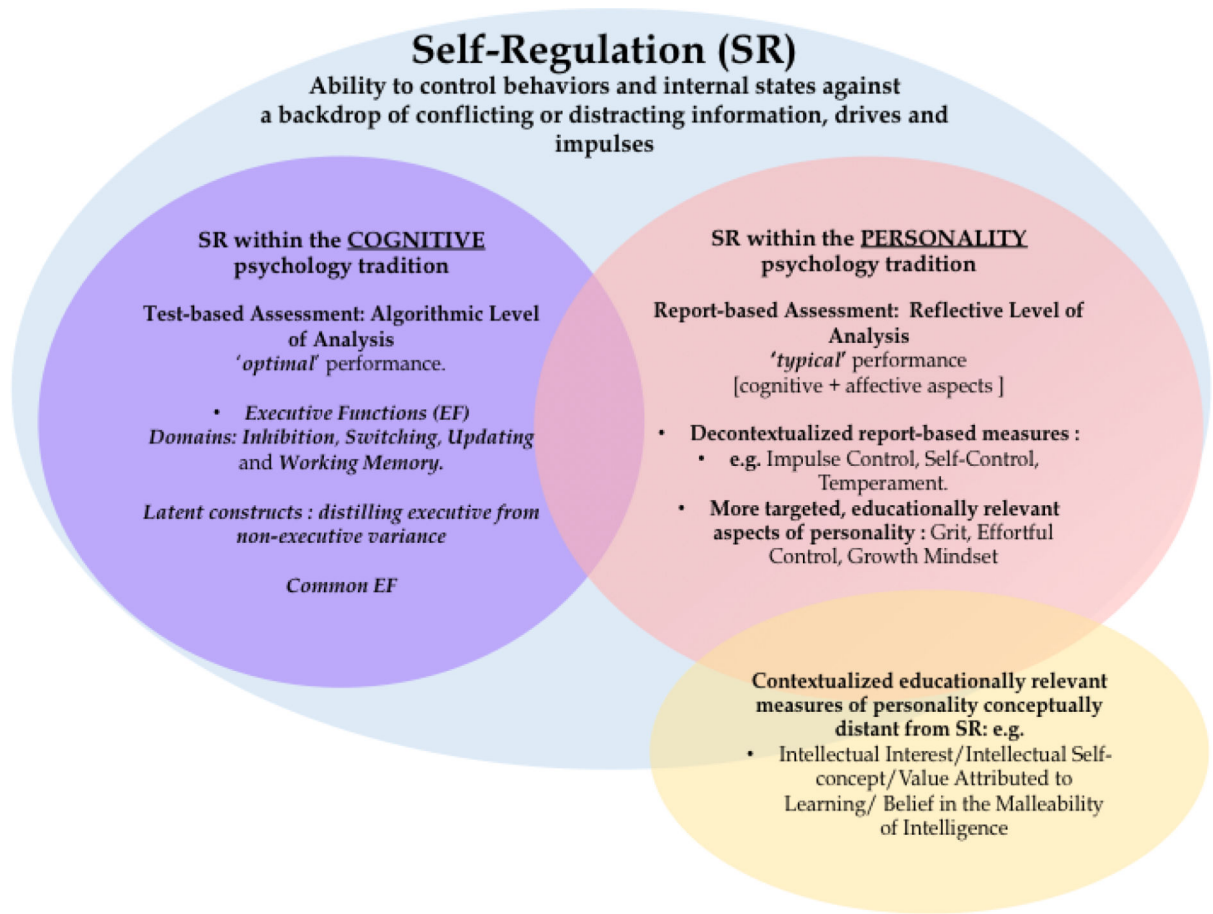 Self-Regulation (SR)
Ability to control behaviors and internal states against
a backdrop of conflicting or distracting information, drives and
impulses
SR within the COGNITIVE
psychology tradition
Test-based Assessment: Algorithmic Level
of Analysis
'optimal' performance.
• Executive Functions (EF)
Domains: Inhibition, Switching, Updating
and Working Memory.
Latent constructs : distilling executive from
non-executive variance
Common EF
SR within the PERSONALITY
psychology tradition
Report-based Assessment: Reflective Level of
Analysis
'typical' performance
[cognitive + affective aspects ]
• Decontextualized report-based measures :
• e.g. Impulse Control, Self-Control,
Temperament.
• More targeted, educationally relevant
aspects of personality : Grit, Effortful
Control, Growth Mindset
Contextualized educationally relevant
measures of personality conceptually
distant from SR: e.g.
• Intellectual Interest/Intellectual Self-
concept/Value Attributed to
Learning/ Belief in the Malleability
of Intelligence